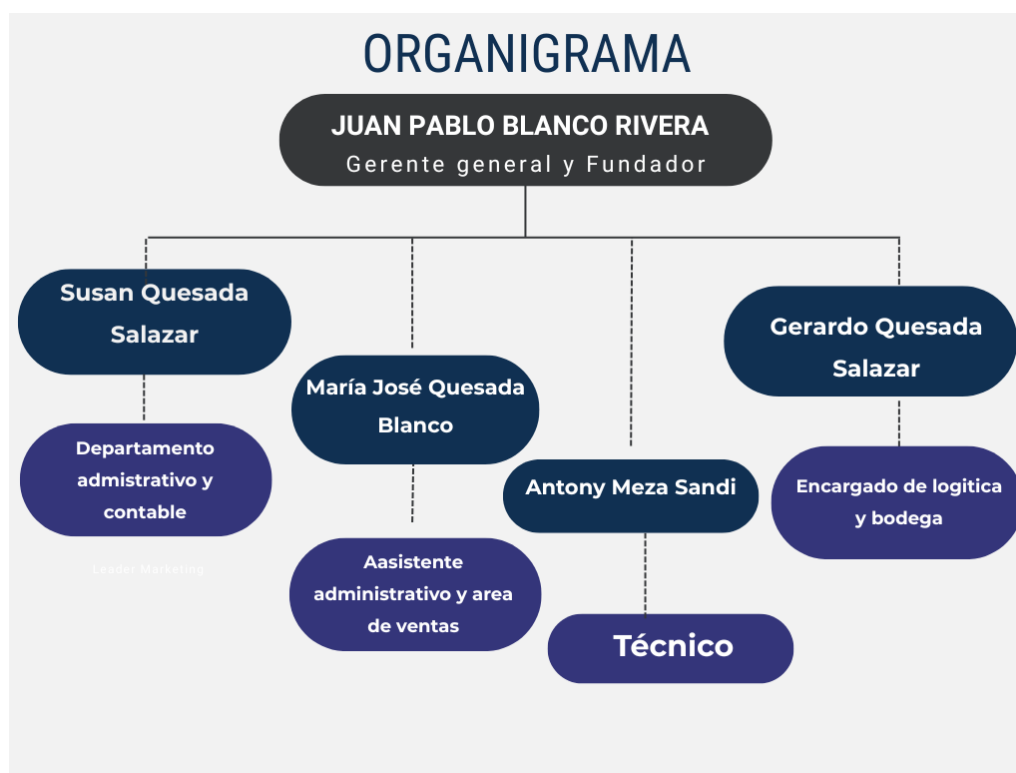 ORGANIGRAMA
JUAN PABLO BLANCO RIVERA
Gerente general y Fundador
Susan Quesada
Salazar
Departamento
admistrativo y
contable
Leader Marketing
María José Quesada
Blanco
Aasistente
administrativo y area
de ventas
Antony Meza Sandi
Técnico
Gerardo Quesada
Salazar
Encargado de logitica
y bodega